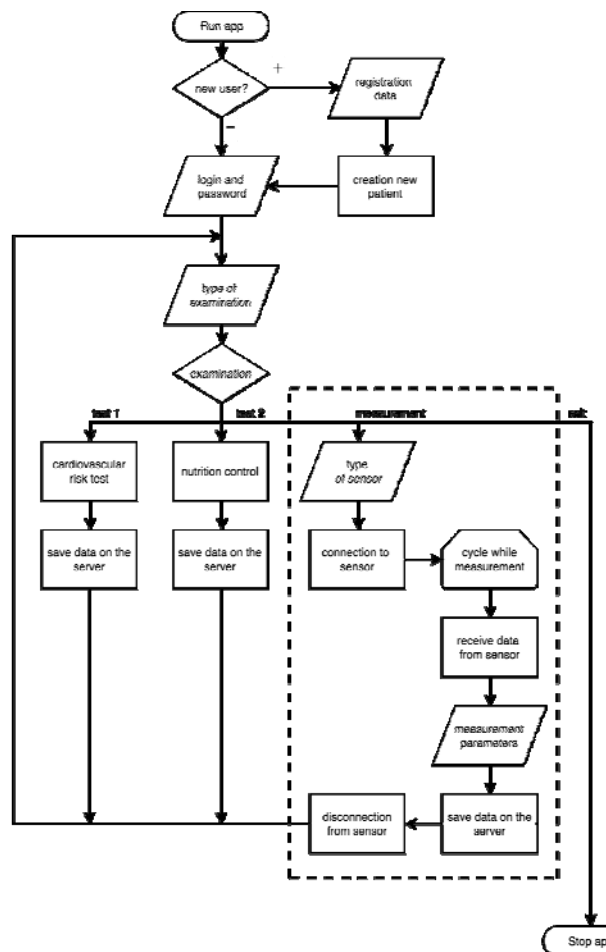 Run app
new user?
+
registration
data
−
login and
password
creation new
patient
type of
examination
examination
test 1
test 2
measurement
exit
cardiovascular
risk test
nutrition control
type
of sensor
save data on the
server
save data on the
server
connection to
sensor
cycle while
measurement
receive data
from sensor
measurement
parameters
disconnection
from sensor
save data on the
server
Stop ap